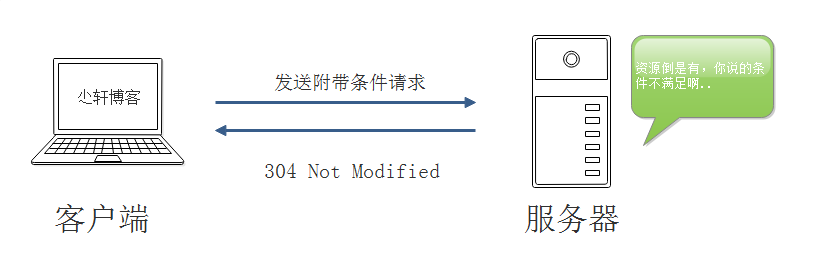 尐轩博客
发送附带条件请求
资源倒是有，你说的条
件不满足啊..
304 Not Modified
客户端
服务器